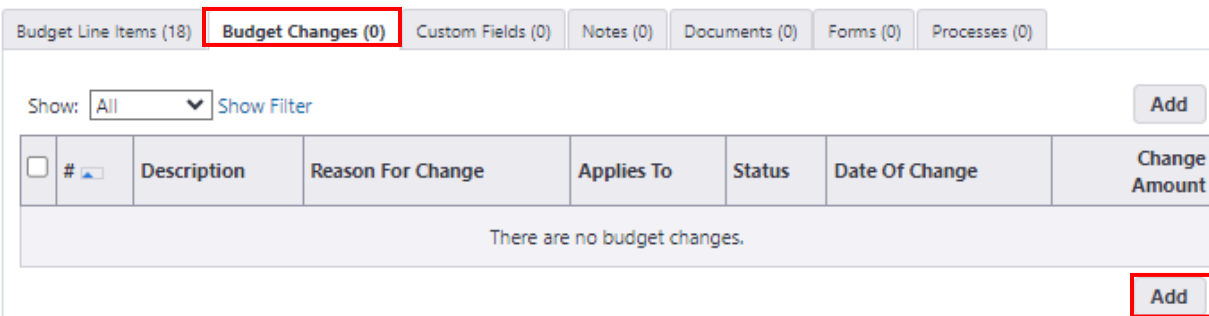 Budget Line Items (18) Budget Changes (0) Custom Fields (0) Notes (0) Documents (0) Forms (0) Processes (0)
Show: All Show Filter Add
# Description Reason For Change Applies To Status Date Of Change Change Amount
There are no budget changes.
Add